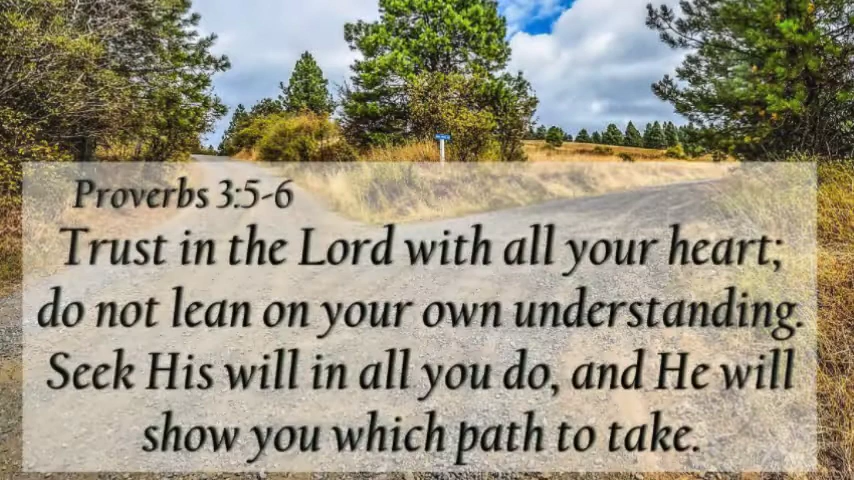 Proverbs 3:5-6
Trust in the Lord with all your heart;
do not lean on your own understanding.
Seek His will in all you do, and He will
show you which path to take.